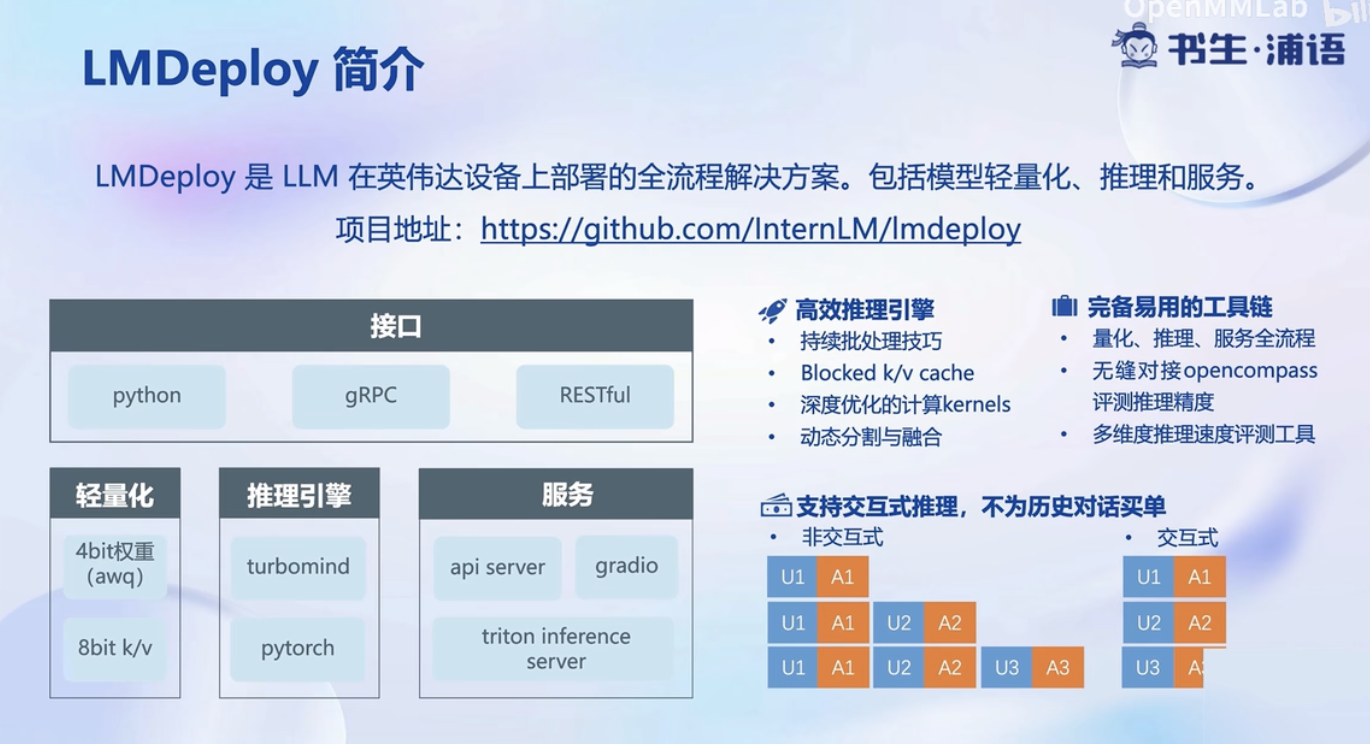 OpenMMLab bili
书生·浦语
LMDeploy 简介
LMDeploy 是 LLM 在英伟达设备上部署的全流程解决方案。包括模型轻量化、推理和服务。
项目地址：https://github.com/InternLM/lmdeploy
接口
python
gRPC
RESTful
轻量化
4bit权重
(awq)
8bit k/v
推理引擎
turbomind
pytorch
服务
api server
gradio
triton inference
server
高效推理引擎
• 持续批处理技巧
• Blocked k/v cache
• 深度优化的计算kernels
• 动态分割与融合
完备易用的工具链
• 量化、推理、服务全流程
• 无缝对接opencompass
评测推理精度
• 多维度推理速度评测工具
支持交互式推理，不为历史对话买单
• 非交互式
U1 A1
U1 A1 U2 A2
U1 A1 U2 A2 U3 A3
• 交互式
U1 A1
U2 A2
U3